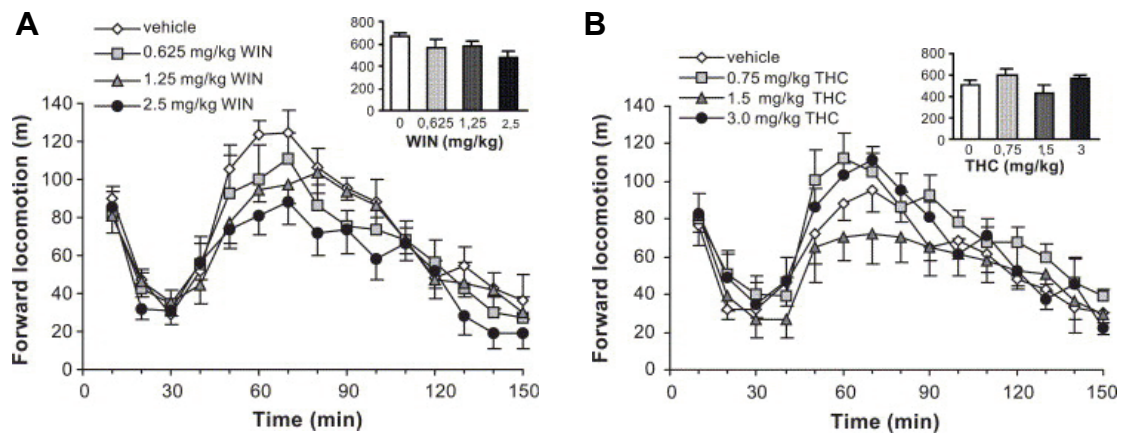 A
vehicle
0.625 mg/kg WIN
1.25 mg/kg WIN
2.5 mg/kg WIN
800
600
400
200
0
0 0,625 1,25 2,5
WIN (mg/kg)
140
120
100
80
60
40
20
0
Forward locomotion (m)
0 30 60 90 120 150
Time (min)
B
vehicle
0.75 mg/kg THC
1.5 mg/kg THC
3.0 mg/kg THC
800
600
400
200
0
0 0,75 1,5 3
THC (mg/kg)
140
120
100
80
60
40
20
0
Forward locomotion (m)
0 30 60 90 120 150
Time (min)